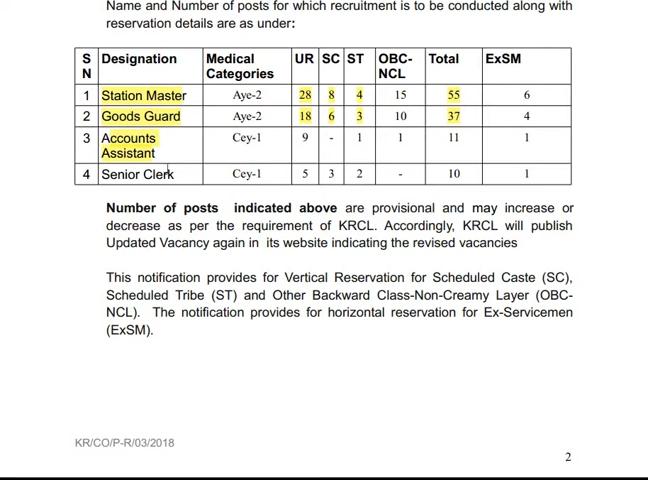 Name and Number of posts for which recruitment is to be conducted along with
reservation details are as under:
S N Designation Medical Categories UR SC ST OBC-NCL Total ExSM
1 Station Master Aye-2 28 8 4 15 55 6
2 Goods Guard Aye-2 18 6 3 10 37 4
3 Accounts Assistant Cey-1 9 - 1 1 11 1
4 Senior Clerk Cey-1 5 3 2 - 10 1
Number of posts indicated above are provisional and may increase or
decrease as per the requirement of KRCL. Accordingly, KRCL will publish
Updated Vacancy again in its website indicating the revised vacancies
This notification provides for Vertical Reservation for Scheduled Caste (SC),
Scheduled Tribe (ST) and Other Backward Class-Non-Creamy Layer (OBC-
NCL). The notification provides for horizontal reservation for Ex-Servicemen
(ExSM).
KR/CO/P-R/03/2018
2